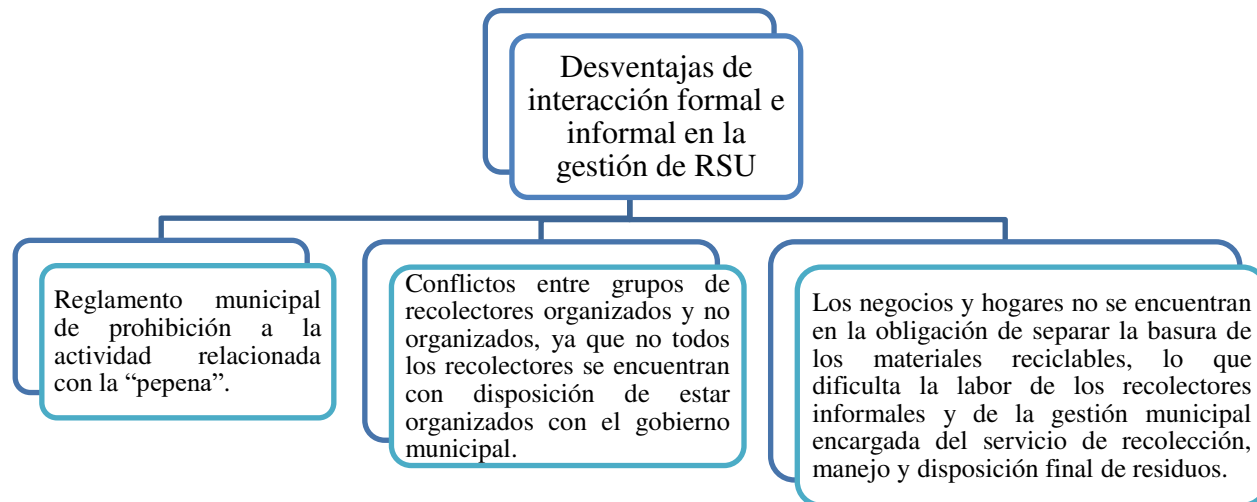 Desventajas de
interacción formal e
informal en la
gestión de RSU
Reglamento municipal
de prohibición a la
actividad relacionada
con la “pepena”.
Conflictos entre grupos de
recolectores organizados y no
organizados, ya que no todos
los recolectores se encuentran
con disposición de estar
organizados con el gobierno
municipal.
Los negocios y hogares no se encuentran
en la obligación de separar la basura de
los materiales reciclables, lo que
dificulta la labor de los recolectores
informales y de la gestión municipal
encargada del servicio de recolección,
manejo y disposición final de residuos.